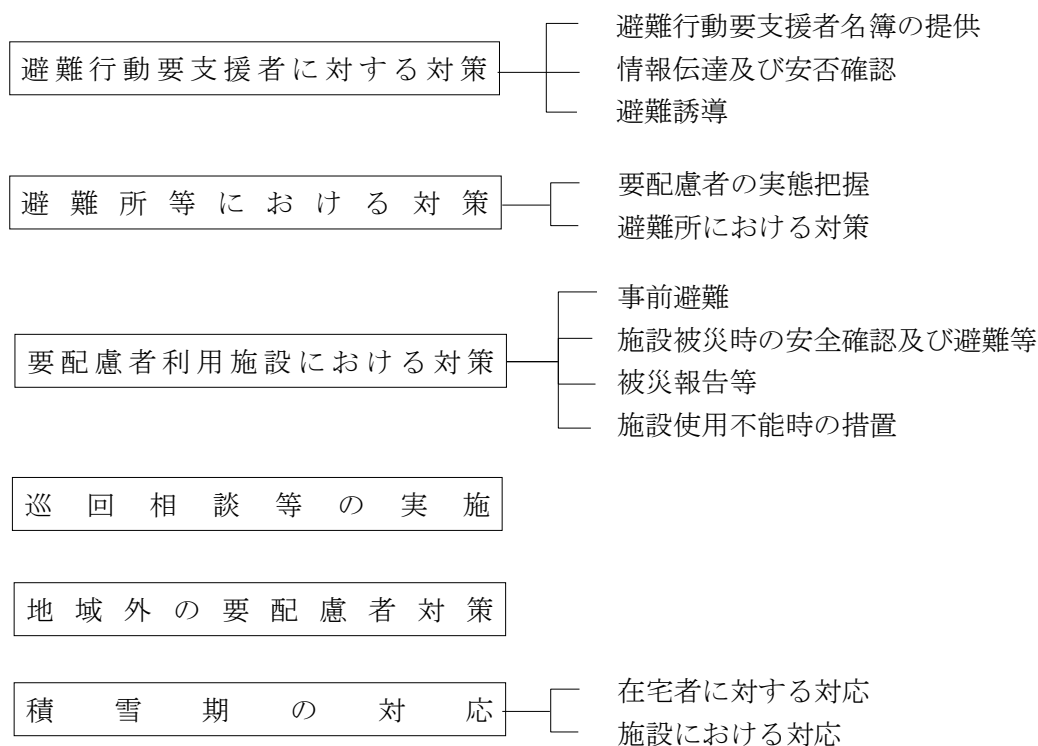 避難行動要支援者に対する対策
避難行動要支援者名簿の提供
情報伝達及び安否確認
避難誘導
避難所等における対策
要配慮者の実態把握
避難所における対策
要配慮者利用施設における対策
事前避難
施設被災時の安全確認及び避難等
被災報告等
施設使用不能時の措置
巡回相談等の実施
地域外の要配慮者対策
積雪期の対応
在宅者に対する対応
施設における対応